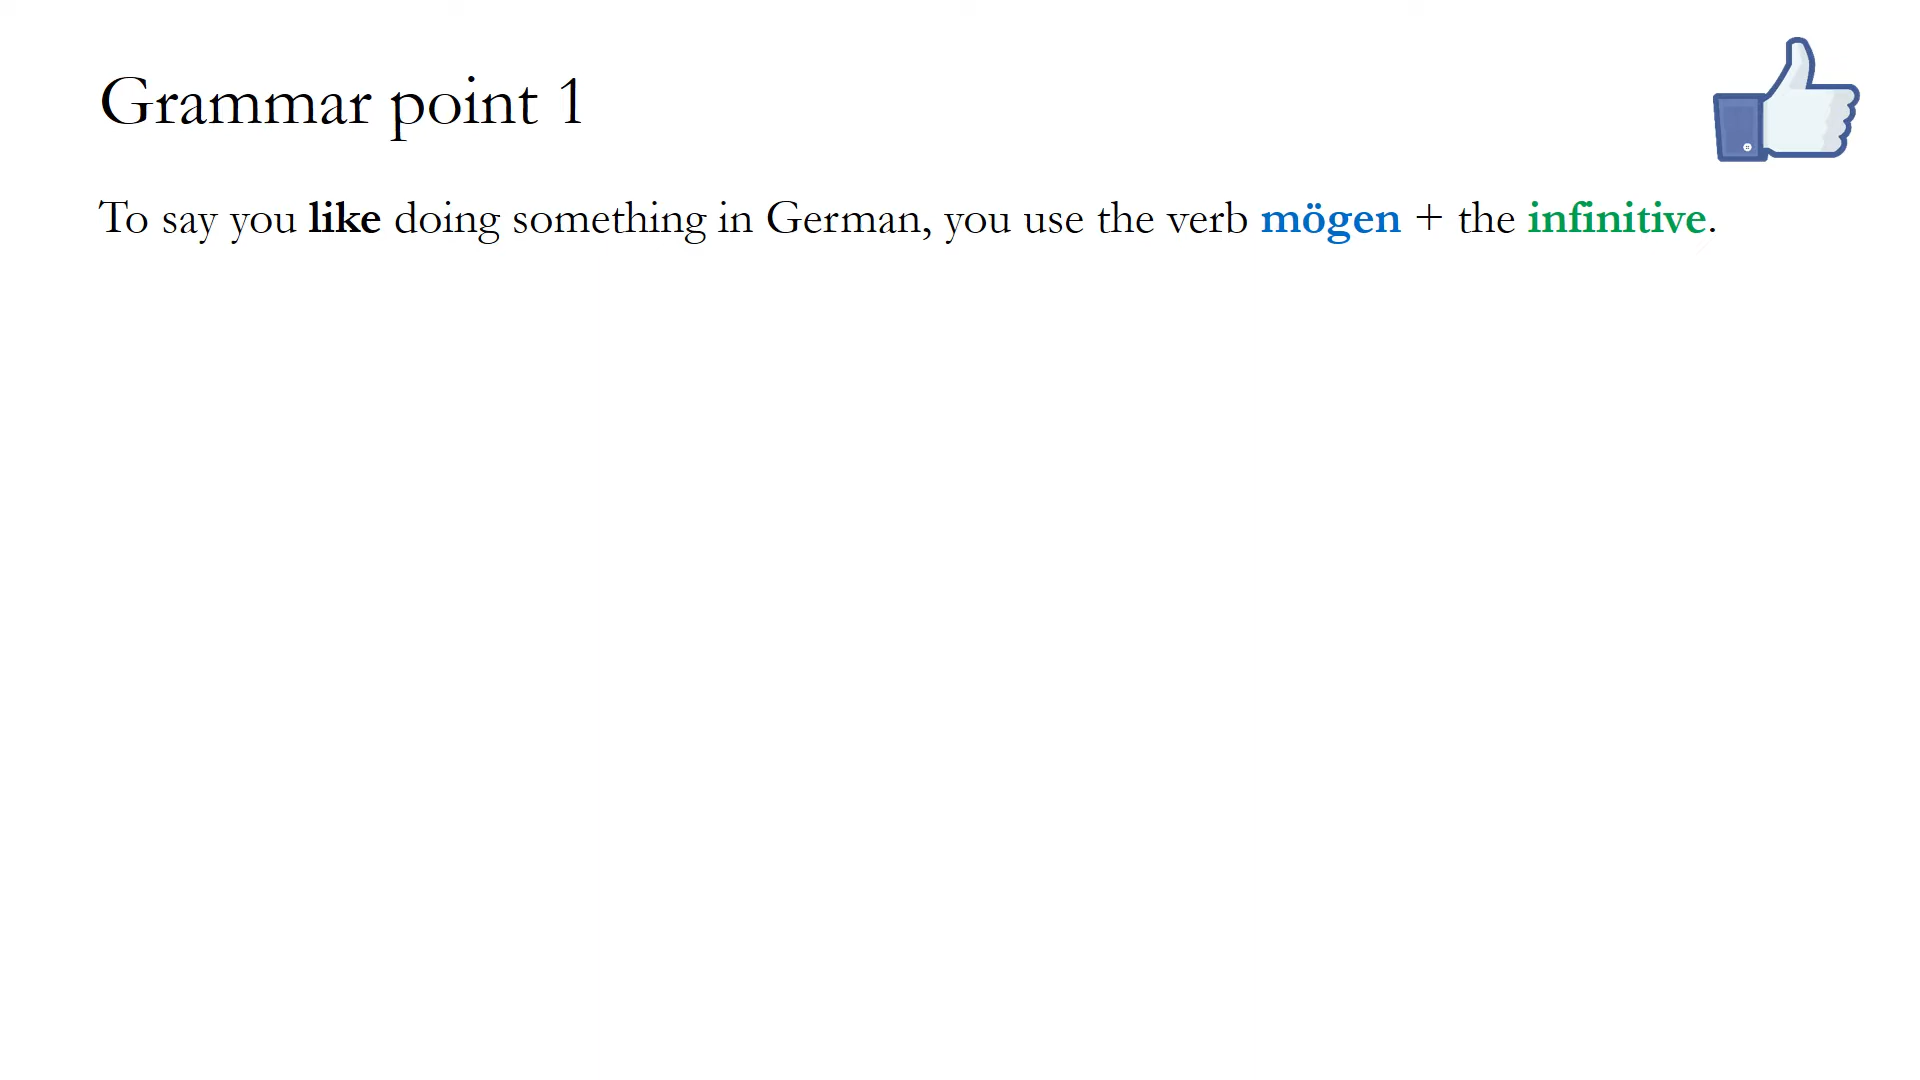 Grammar point 1
To say you like doing something in German, you use the verb mögen + the infinitive.